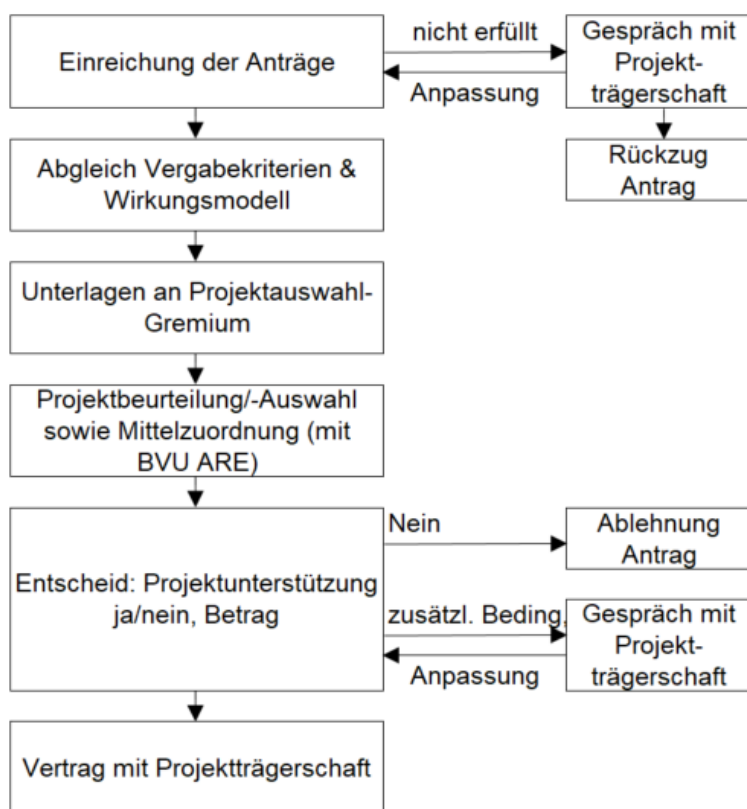 Einreichung der Anträge
nicht erfüllt
Anpassung
Gespräch mit
Projekt-
trägerschaft
Rückzug
Antrag
Abgleich Vergabekriterien &
Wirkungsmodell
Unterlagen an Projektauswahl-
Gremium
Projektbeurteilung/-Auswahl
sowie Mittelzuordnung (mit
BVU ARE)
Entscheid: Projektunterstützung
ja/nein, Betrag
Nein
Ablehnung
Antrag
zusätzl. Beding,
Anpassung
Gespräch mit
Projekt-
trägerschaft
Vertrag mit Projektträgerschaft